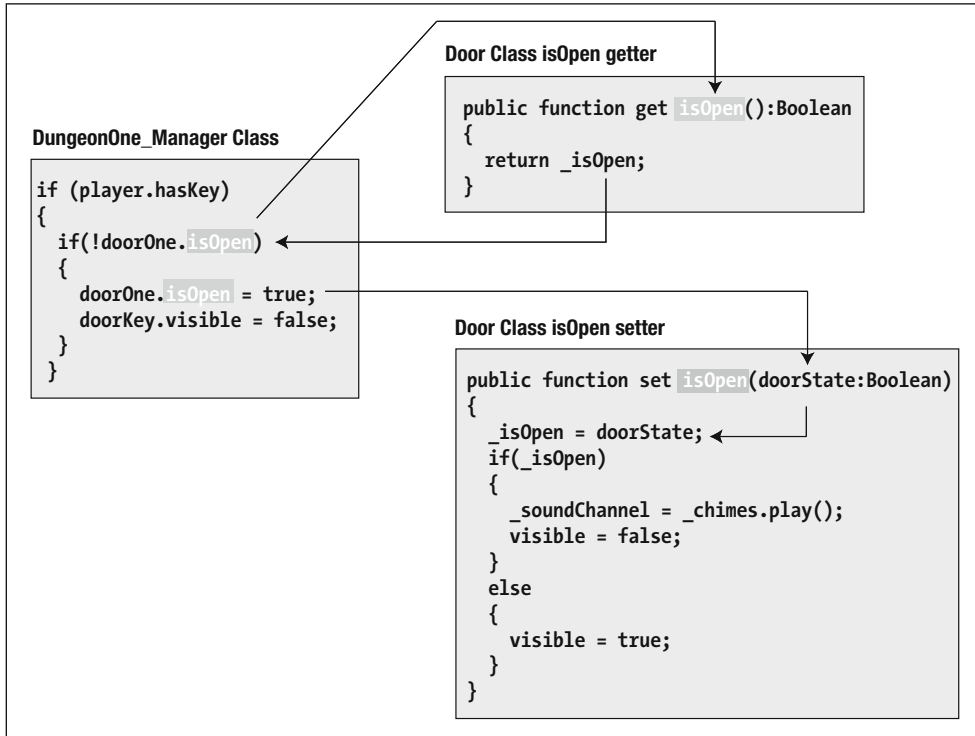 Door Class isOpen getter
public function get isOpen():Boolean
{
  return _isOpen;
}
DungeonOne_Manager Class
if (player.hasKey)
{
  if(!doorOne.isOpen)
  {
    doorOne.isOpen = true;
    doorKey.visible = false;
  }
}
Door Class isOpen setter
public function set isOpen(doorState:Boolean)
{
  _isOpen = doorState;
  if(_isOpen)
  {
    _soundChannel = _chimes.play();
    visible = false;
  }
  else
  {
    visible = true;
  }
}